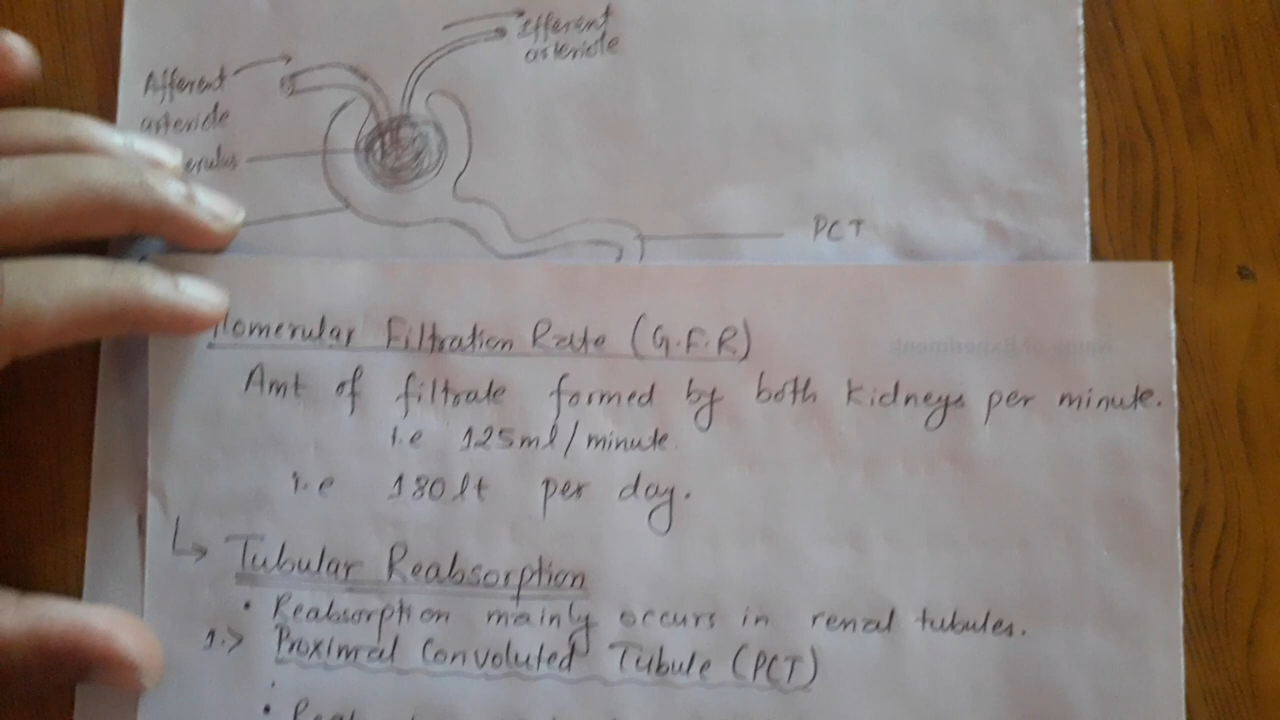 Efferent
arteriole
Afferent
arteriole
erulus
PCT
lomerular Filtration Rate (G.F.R)
Amt of filtrate formed by both kidneys per minute.
i.e 125ml/minute.
i.e 180lt per day.
↳ Tubular Reabsorption
• Reabsorption mainly occurs in renal tubules.
1.> Proximal Convoluted Tubule (PCT)